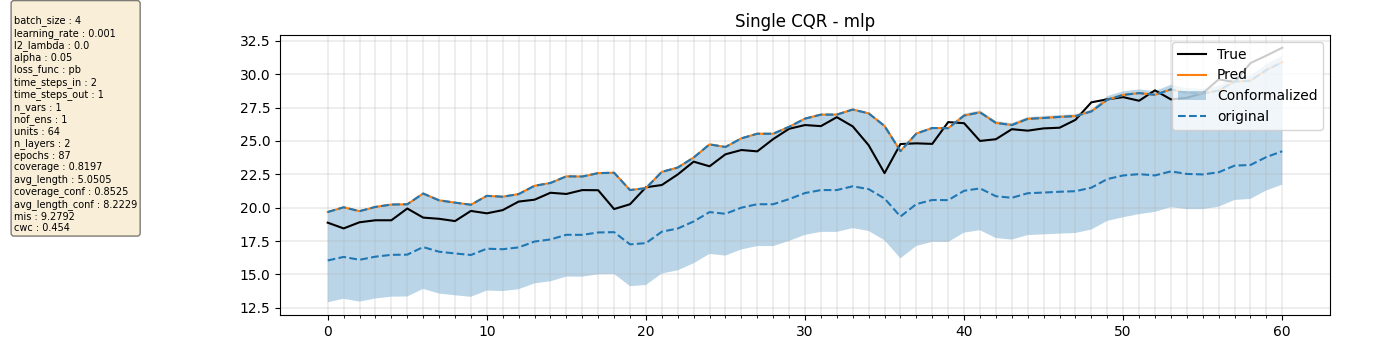 batch_size : 4
learning_rate : 0.001
l2_lambda : 0.0
alpha : 0.05
loss_func : pb
time_steps_in : 2
time_steps_out : 1
n_vars : 1
nof_ens : 1
units : 64
n_layers : 2
epochs : 87
coverage : 0.8197
avg_length : 5.0505
coverage_conf : 0.8525
avg_length_conf : 8.2229
mis : 9.2792
cwc : 0.454
Single CQR - mlp
32.5
30.0
27.5
25.0
22.5
20.0
17.5
15.0
12.5
True
Pred
Conformalized
original
0 10 20 30 40 50 60